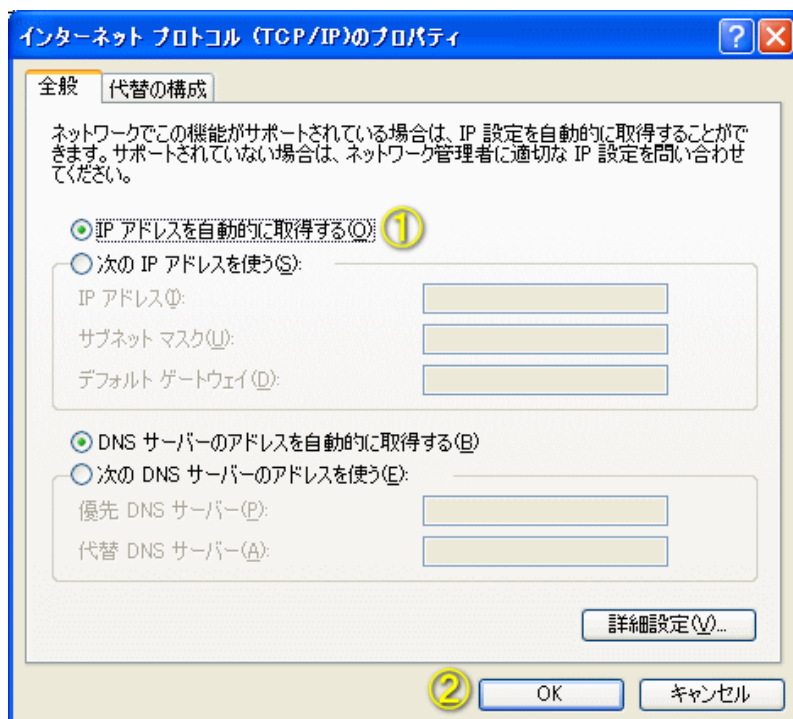 インターネット プロトコル (TCP/IP)のプロパティ
全般
代替の構成
ネットワークでこの機能がサポートされている場合は、IP 設定を自動的に取得することがで
きます。サポートされていない場合は、ネットワーク管理者に適切な IP 設定を問い合わせ
てください。
IP アドレスを自動的に取得する(O)
①
次の IP アドレスを使う(S):
IP アドレス(I):
サブネット マスク(U):
デフォルト ゲートウェイ(D):
DNS サーバーのアドレスを自動的に取得する(B)
次の DNS サーバーのアドレスを使う(E):
優先 DNS サーバー(P):
代替 DNS サーバー(A):
詳細設定(V)...
②
OK
キャンセル